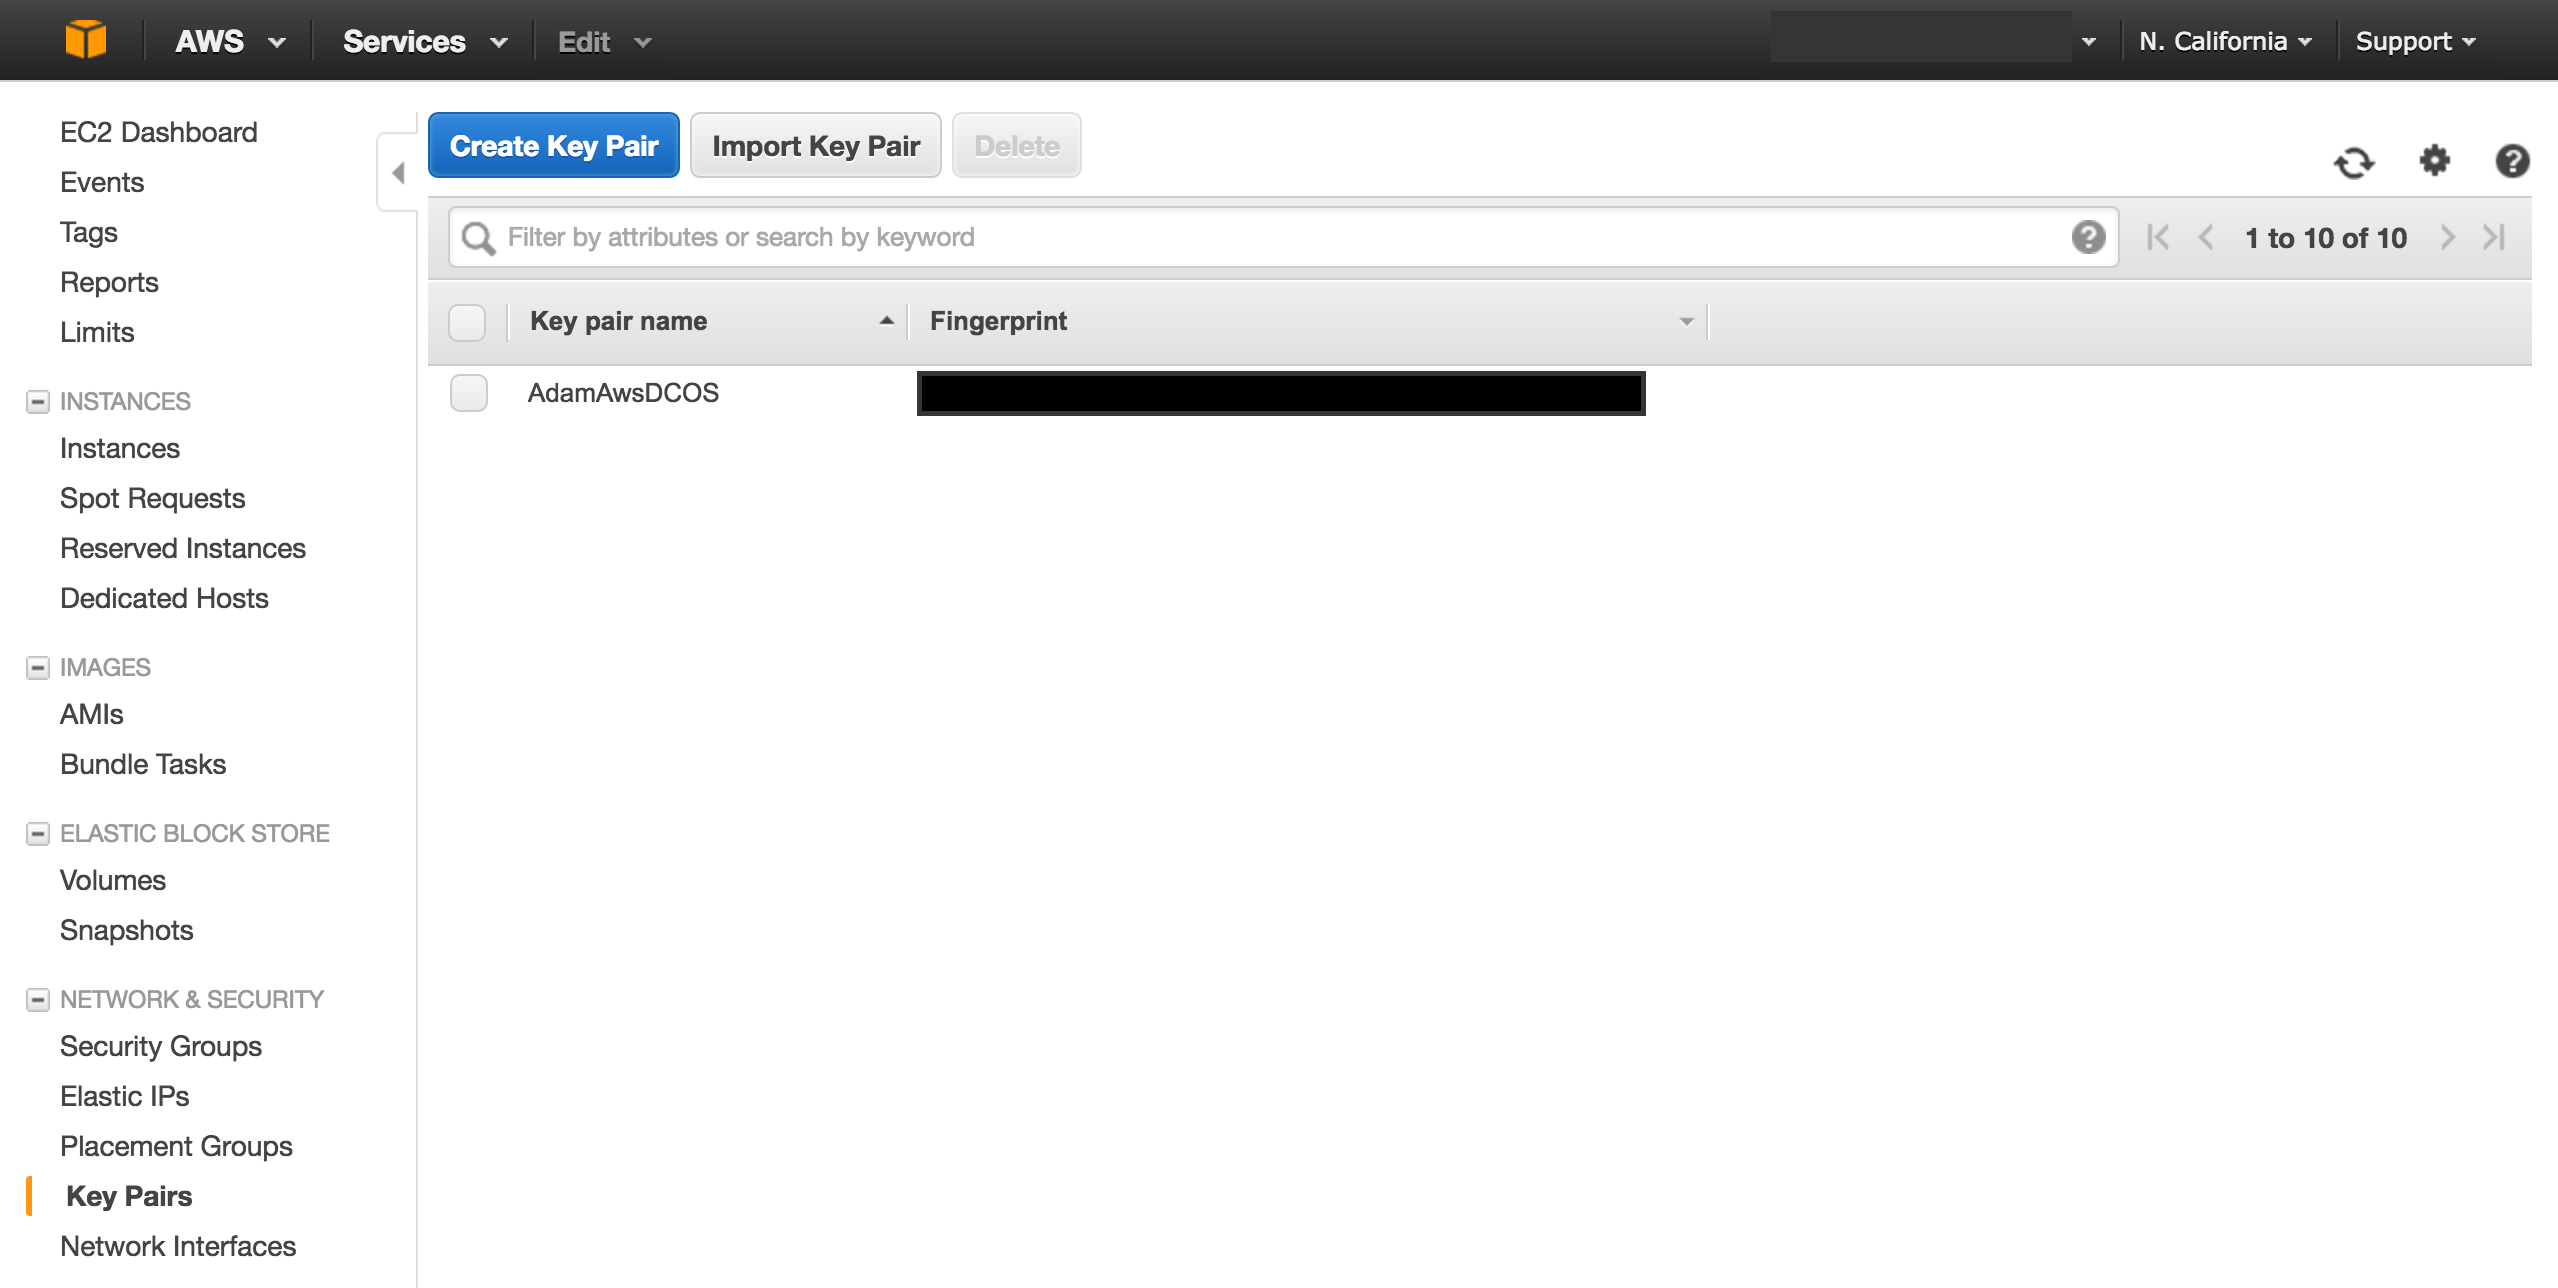 AWS Services Edit N. California Support
EC2 Dashboard
Events
Tags
Reports
Limits
INSTANCES
Instances
Spot Requests
Reserved Instances
Dedicated Hosts
IMAGES
AMIs
Bundle Tasks
ELASTIC BLOCK STORE
Volumes
Snapshots
NETWORK & SECURITY
Security Groups
Elastic IPs
Placement Groups
Key Pairs
Network Interfaces
Create Key Pair Import Key Pair Delete
Filter by attributes or search by keyword 1 to 10 of 10
Key pair name Fingerprint
AdamAwsDCOS